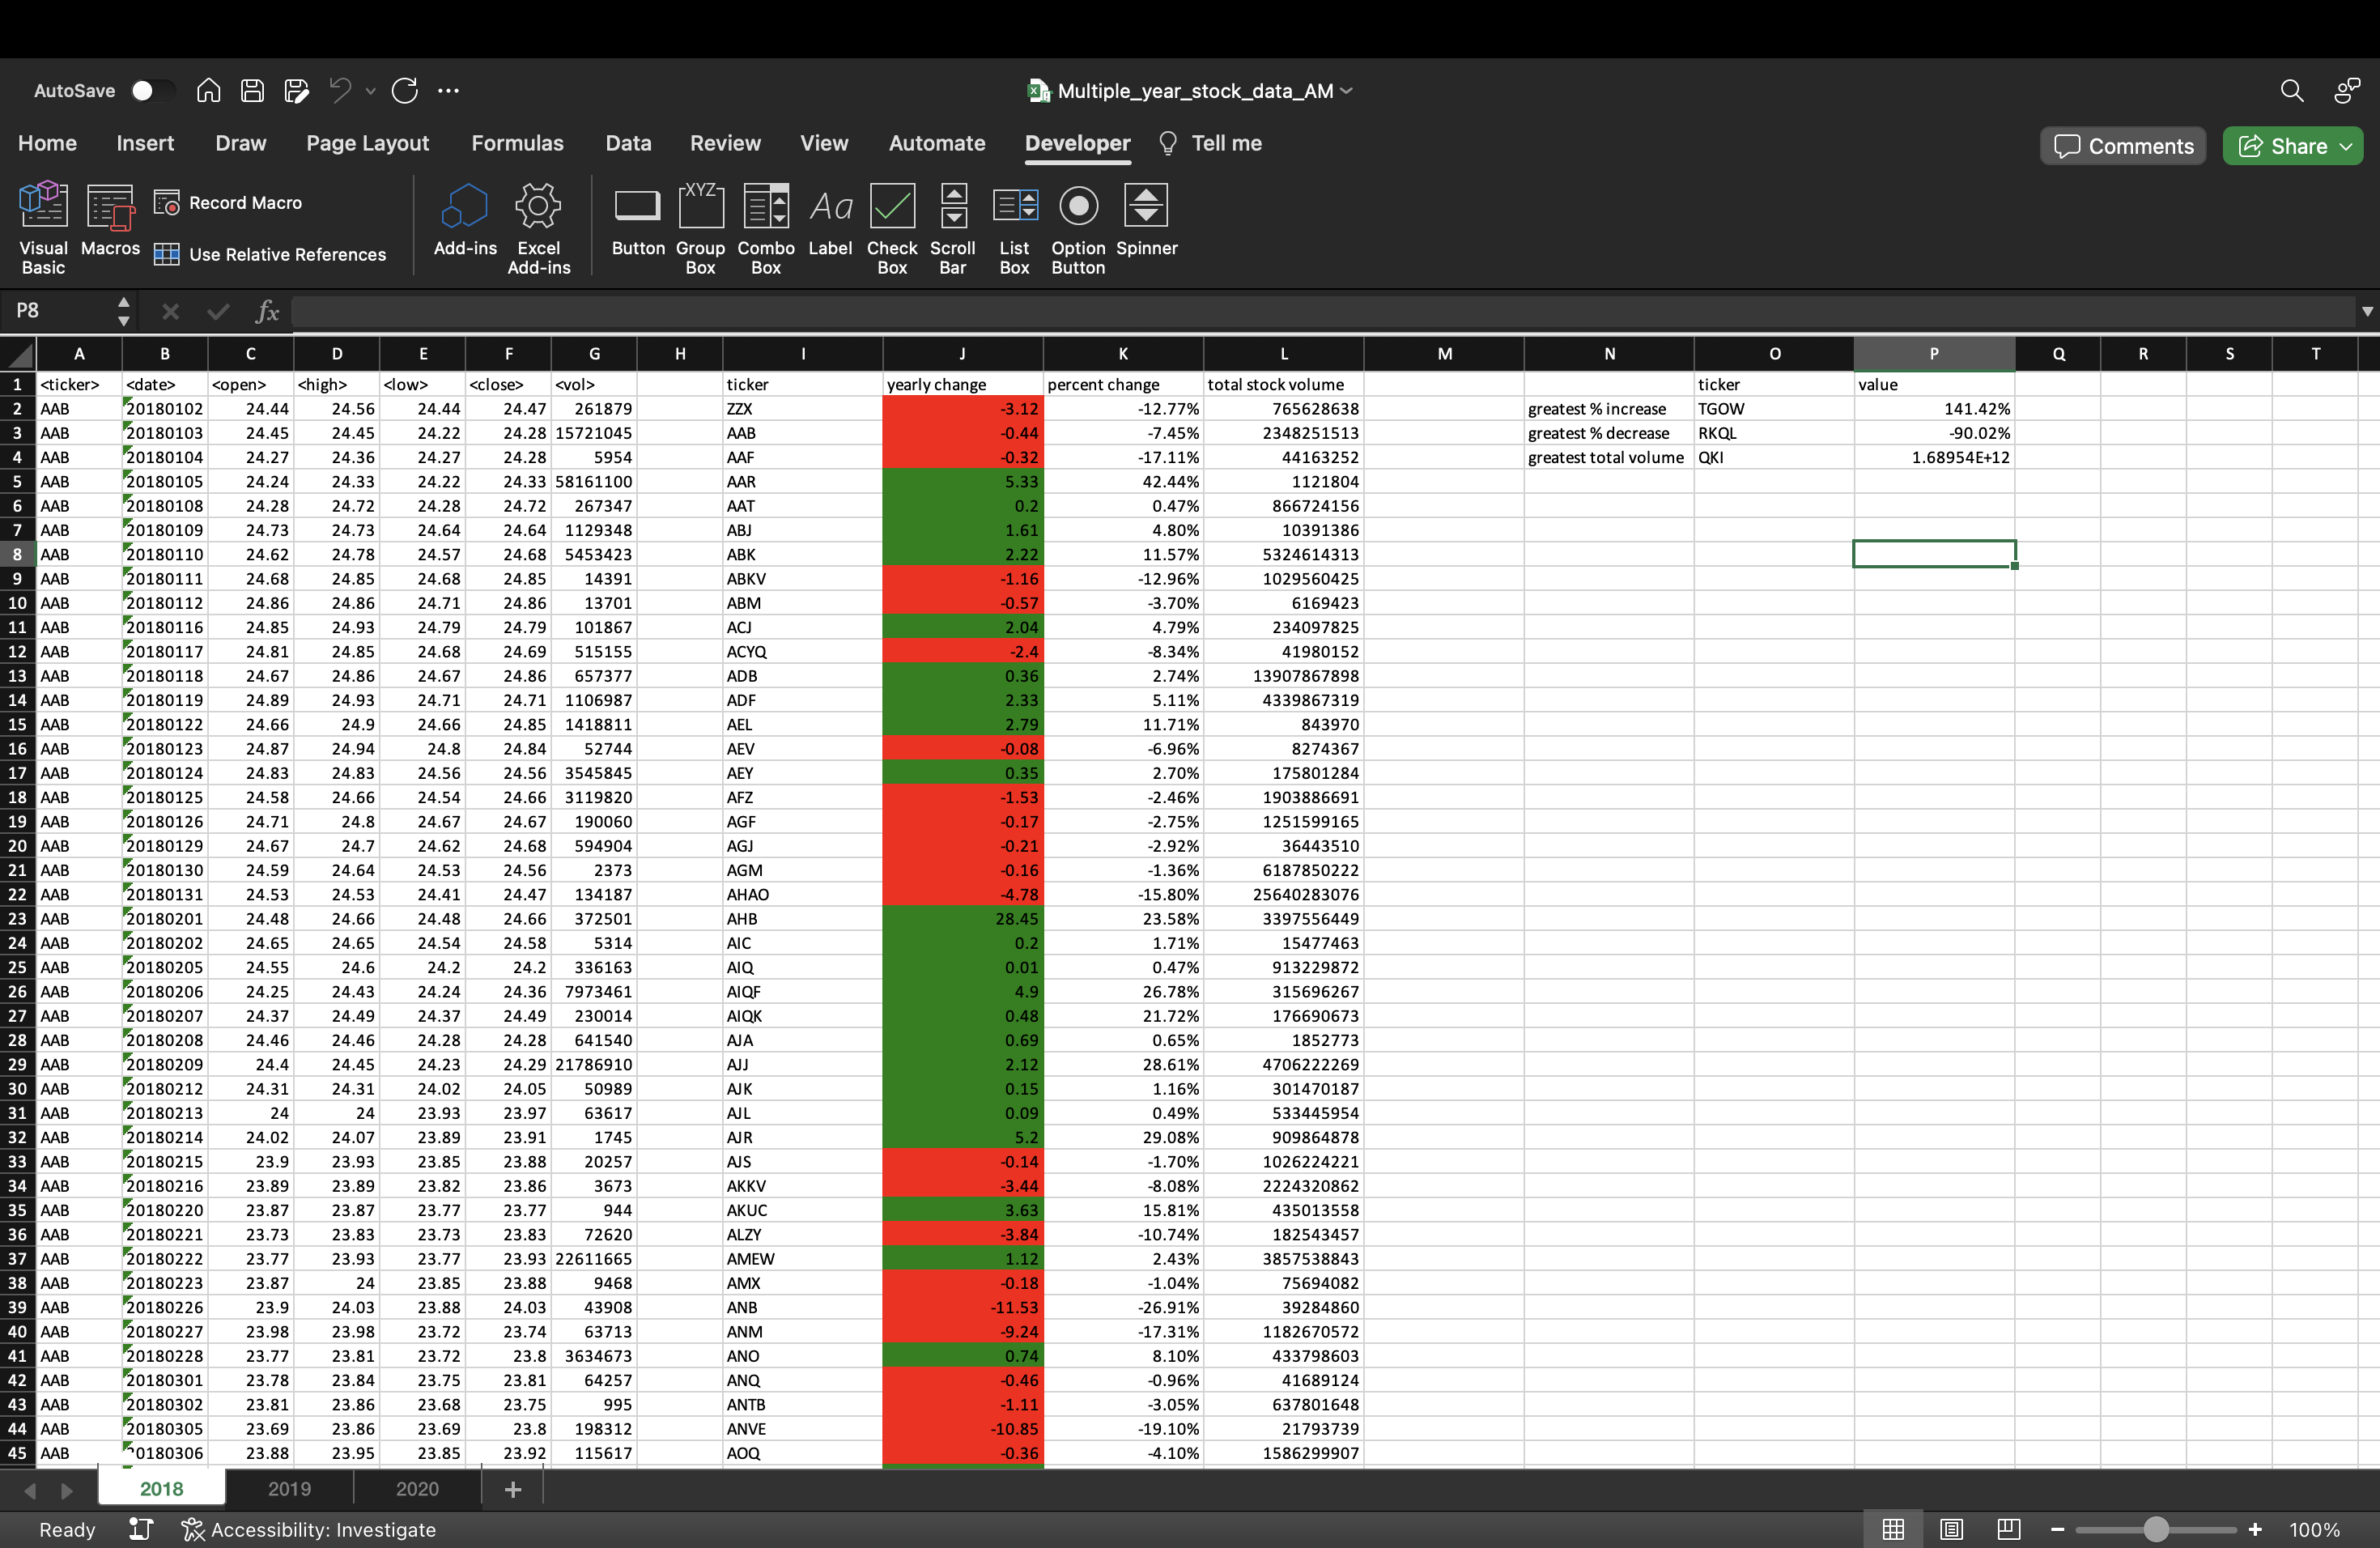 AutoSave Multiple_year_stock_data_AM
Home Insert Draw Page Layout Formulas Data Review View Automate Developer Tell me Comments Share
Visual Basic Macros Record Macro Use Relative References Add-ins Excel Add-ins XYZ Group Box Button Combo Box Aa Label Check Box Scroll Bar List Box Option Button Spinner
P8 fx
A B C D E F G H I J K L M N O P Q R S T
1 <ticker> <date> <open> <high> <low> <close> <vol> ticker yearly change percent change total stock volume ticker value
2 AAB 20180102 24.44 24.56 24.44 24.47 261879 ZZX -3.12 -12.77% 765628638 greatest % increase TGOW 141.42%
3 AAB 20180103 24.45 24.45 24.22 24.28 15721045 AAB -0.44 -7.45% 2348251513 greatest % decrease RKQL -90.02%
4 AAB 20180104 24.27 24.36 24.27 24.28 5954 AAF -0.32 -17.11% 44163252 greatest total volume QKI 1.68954E+12
5 AAB 20180105 24.24 24.33 24.22 24.33 58161100 AAR 5.33 42.44% 1121804
6 AAB 20180108 24.28 24.72 24.28 24.72 267347 AAT 0.2 0.47% 866724156
7 AAB 20180109 24.73 24.73 24.64 24.64 1129348 ABJ 1.61 4.80% 10391386
8 AAB 20180110 24.62 24.78 24.57 24.68 5453423 ABK 2.22 11.57% 5324614313
9 AAB 20180111 24.68 24.85 24.68 24.85 14391 ABKV -1.16 -12.96% 1029560425
10 AAB 20180112 24.86 24.86 24.71 24.86 13701 ABM -0.57 -3.70% 6169423
11 AAB 20180116 24.85 24.93 24.79 24.79 101867 ACJ 2.04 4.79% 234097825
12 AAB 20180117 24.81 24.85 24.68 24.69 515155 ACYQ -2.4 -8.34% 41980152
13 AAB 20180118 24.67 24.86 24.67 24.86 657377 ADB 0.36 2.74% 13907867898
14 AAB 20180119 24.89 24.93 24.71 24.71 1106987 ADF 2.33 5.11% 4339867319
15 AAB 20180122 24.66 24.9 24.66 24.85 1418811 AEL 2.79 11.71% 843970
16 AAB 20180123 24.87 24.94 24.8 24.84 52744 AEV -0.08 -6.96% 8274367
17 AAB 20180124 24.83 24.83 24.56 24.56 3545845 AEY 0.35 2.70% 175801284
18 AAB 20180125 24.58 24.66 24.54 24.66 3119820 AFZ -1.53 -2.46% 1903886691
19 AAB 20180126 24.71 24.8 24.67 24.67 190060 AGF -0.17 -2.75% 1251599165
20 AAB 20180129 24.67 24.7 24.62 24.68 594904 AGJ -0.21 -2.92% 36443510
21 AAB 20180130 24.59 24.64 24.53 24.56 2373 AGM -0.16 -1.36% 6187850222
22 AAB 20180131 24.53 24.53 24.41 24.47 134187 AHAO -4.78 -15.80% 25640283076
23 AAB 20180201 24.48 24.66 24.48 24.66 372501 AHB 28.45 23.58% 3397556449
24 AAB 20180202 24.65 24.65 24.54 24.58 5314 AIC 0.2 1.71% 15477463
25 AAB 20180205 24.55 24.6 24.2 24.2 336163 AIQ 0.01 0.47% 913229872
26 AAB 20180206 24.25 24.43 24.24 24.36 7973461 AIQF 4.9 26.78% 315696267
27 AAB 20180207 24.37 24.49 24.37 24.49 230014 AIQK 0.48 21.72% 176690673
28 AAB 20180208 24.46 24.46 24.28 24.28 641540 AJA 0.69 0.65% 1852773
29 AAB 20180209 24.4 24.45 24.23 24.29 21786910 AJJ 2.12 28.61% 4706222269
30 AAB 20180212 24.31 24.31 24.02 24.05 50989 AJK 0.15 1.16% 301470187
31 AAB 20180213 24 24 23.93 23.97 63617 AJL 0.09 0.49% 533445954
32 AAB 20180214 24.02 24.07 23.89 23.91 1745 AJR 5.2 29.08% 909864878
33 AAB 20180215 23.9 23.93 23.85 23.88 20257 AJS -0.14 -1.70% 1026224221
34 AAB 20180216 23.89 23.89 23.82 23.86 3673 AKKV -3.44 -8.08% 2224320862
35 AAB 20180220 23.87 23.87 23.77 23.77 944 AKUC 3.63 15.81% 435013558
36 AAB 20180221 23.73 23.83 23.73 23.83 72620 ALZY -3.84 -10.74% 182543457
37 AAB 20180222 23.77 23.93 23.77 23.93 22611665 AMEW 1.12 2.43% 3857538843
38 AAB 20180223 23.87 24 23.85 23.88 9468 AMX -0.18 -1.04% 75694082
39 AAB 20180226 23.9 24.03 23.88 24.03 43908 ANB -11.53 -26.91% 39284860
40 AAB 20180227 23.98 23.98 23.72 23.74 63713 ANM -9.24 -17.31% 1182670572
41 AAB 20180228 23.77 23.81 23.72 23.8 3634673 ANO 0.74 8.10% 433798603
42 AAB 20180301 23.78 23.84 23.75 23.81 64257 ANQ -0.46 -0.96% 41689124
43 AAB 20180302 23.81 23.86 23.68 23.75 995 ANTB -1.11 -3.05% 637801648
44 AAB 20180305 23.69 23.86 23.69 23.8 198312 ANVE -10.85 -19.10% 21793739
45 AAB 20180306 23.88 23.95 23.85 23.92 115617 AOQ -0.36 -4.10% 1586299907
2018 2019 2020
Ready Accessibility: Investigate 100%